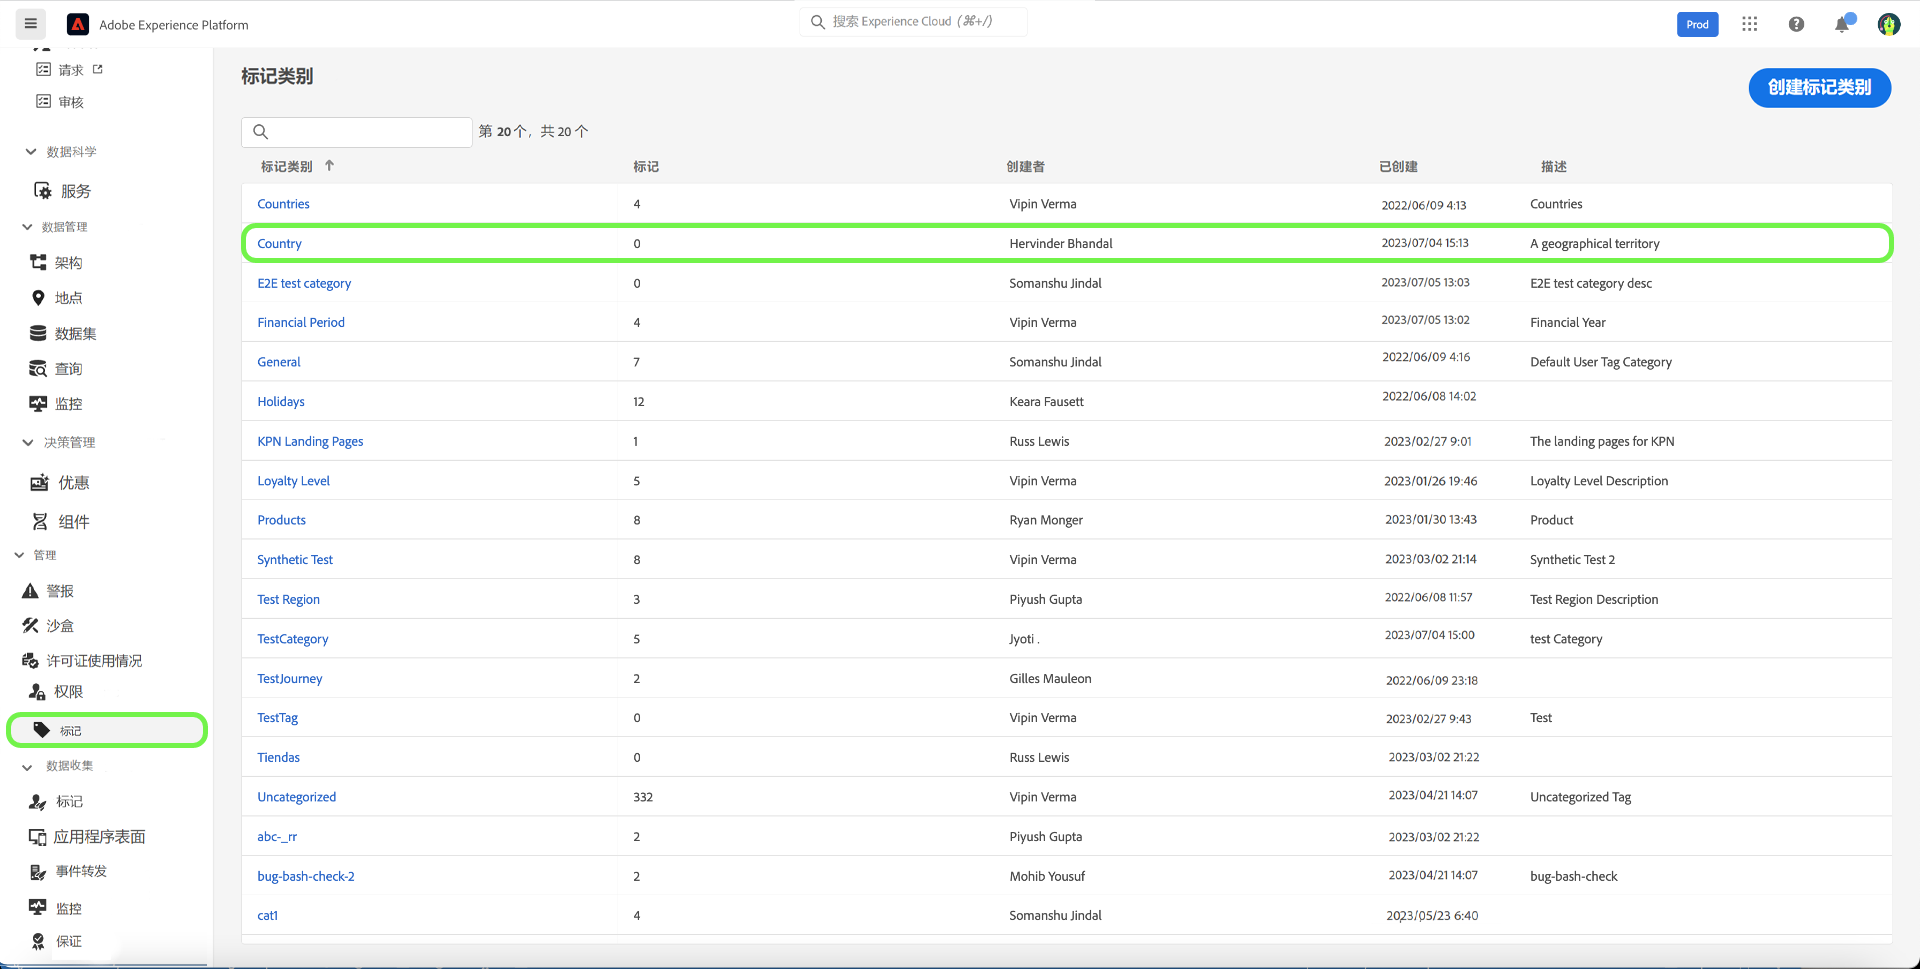 Adobe Experience Platform
搜索 Experience Cloud (⌘+/)
Prod
请求
审核
数据科学
服务
数据管理
架构
地点
数据集
查询
监控
决策管理
优惠
组件
管理
警报
沙盒
许可证使用情况
权限
标记
数据收集
标记
应用程序表面
事件转发
监控
保证
标记类别
创建标记类别
第 20 个，共 20 个
标记类别 标记 创建者 已创建 描述
Countries 4 Vipin Verma 2022/06/09 4:13 Countries
Country 0 Hervinder Bhandal 2023/07/04 15:13 A geographical territory
E2E test category 0 Somanshu Jindal 2023/07/05 13:03 E2E test category desc
Financial Period 4 Vipin Verma 2023/07/05 13:02 Financial Year
General 7 Somanshu Jindal 2022/06/09 4:16 Default User Tag Category
Holidays 12 Keara Fausett 2022/06/08 14:02
KPN Landing Pages 1 Russ Lewis 2023/02/27 9:01 The landing pages for KPN
Loyalty Level 5 Vipin Verma 2023/01/26 19:46 Loyalty Level Description
Products 8 Ryan Monger 2023/01/30 13:43 Product
Synthetic Test 8 Vipin Verma 2023/03/02 21:14 Synthetic Test 2
Test Region 3 Piyush Gupta 2022/06/08 11:57 Test Region Description
TestCategory 5 Jyoti . 2023/07/04 15:00 test Category
TestJourney 2 Gilles Mauleon 2022/06/09 23:18
TestTag 0 Vipin Verma 2023/02/27 9:43 Test
Tiendas 0 Russ Lewis 2023/03/02 21:22
Uncategorized 332 Vipin Verma 2023/04/21 14:07 Uncategorized Tag
abc-_rr 2 Piyush Gupta 2023/03/02 21:22
bug-bash-check-2 2 Mohib Yousuf 2023/04/21 14:07 bug-bash-check
cat1 4 Somanshu Jindal 2023/05/23 6:40